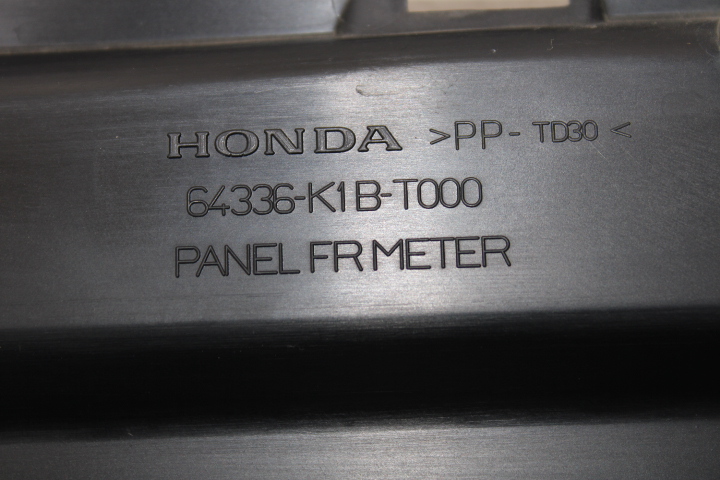 HONDA >PP-TD30<
64336-K1B-T000
PANEL FR METER